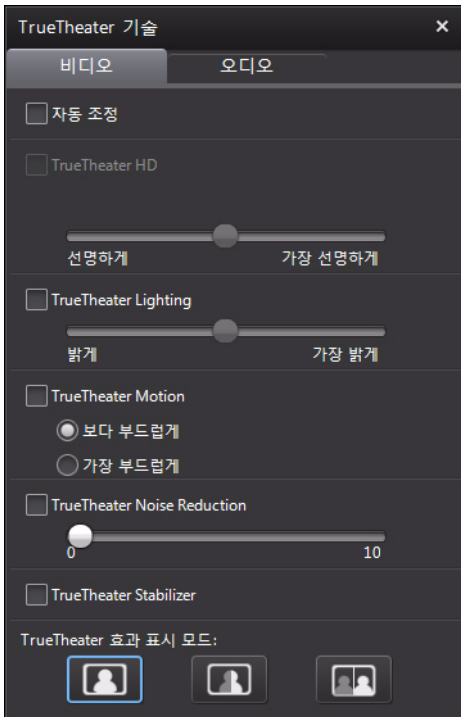 TrueTheater 기술
비디오 오디오
자동 조정
TrueTheater HD
선명하게 가장 선명하게
TrueTheater Lighting
밝게 가장 밝게
TrueTheater Motion
보다 부드럽게
가장 부드럽게
TrueTheater Noise Reduction
0 10
TrueTheater Stabilizer
TrueTheater 효과 표시 모드: